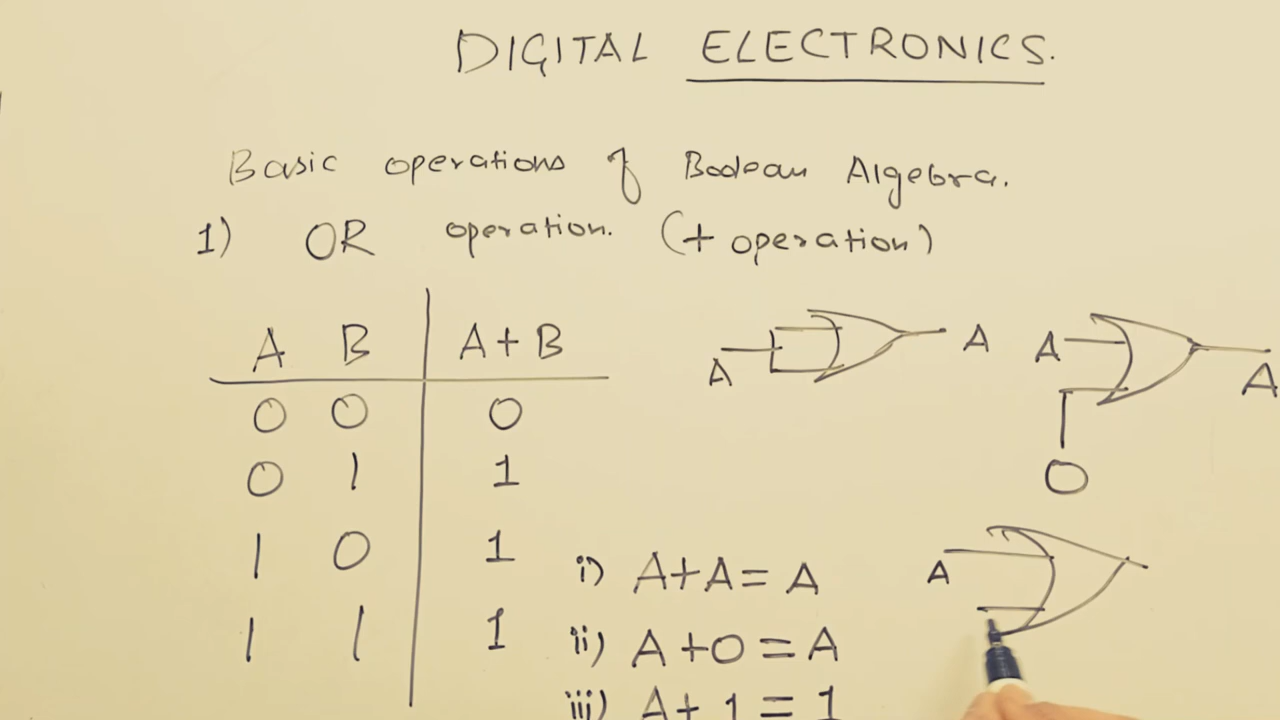 DIGITAL ELECTRONICS.
Basic operations of Boolean Algebra.
1) OR operation. (+ operation)
A B A+B
0 0 0
0 1 1
1 0 1
1 1 1
A A
A A
0
i) A+A=A
ii) A+0=A
iii) A+1=1
A